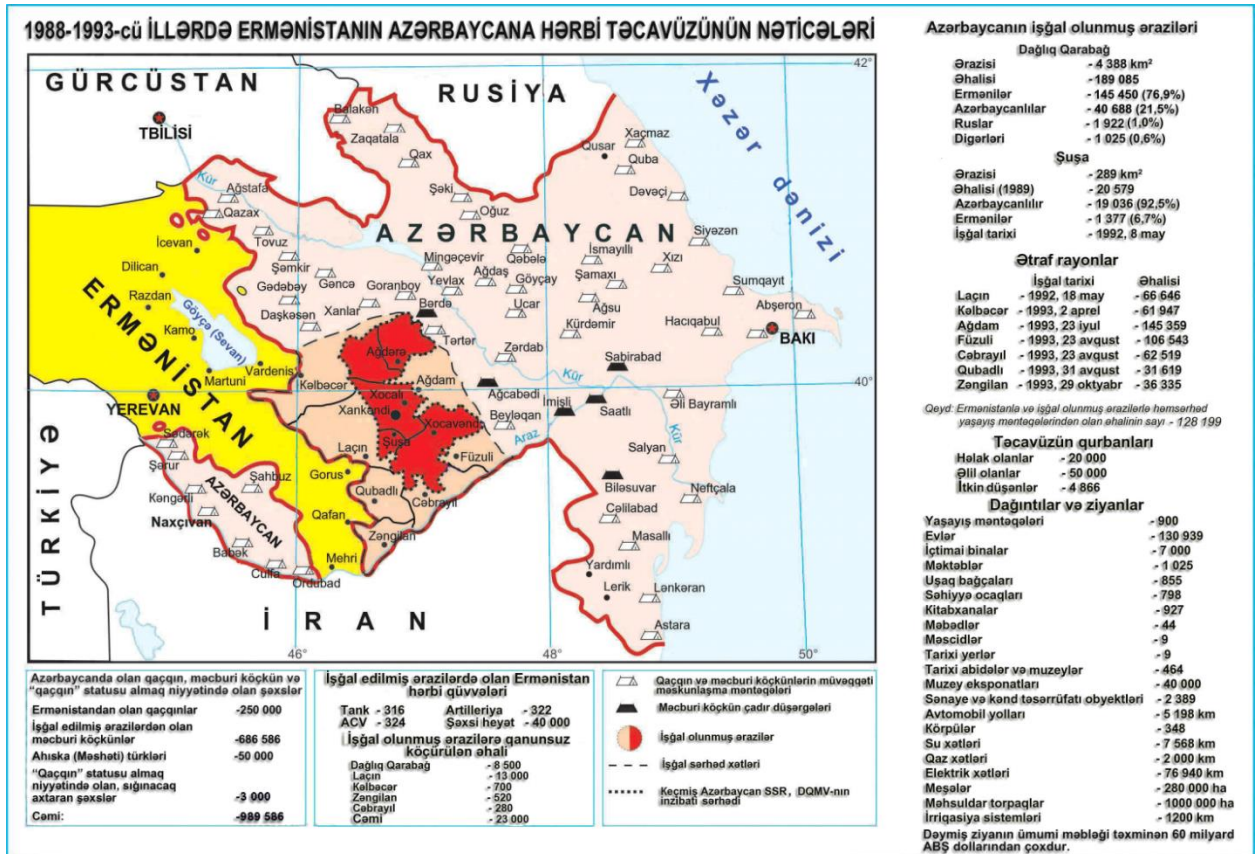 1988-1993-cü İLLƏRDƏ ERMƏNİSTANIN AZƏRBAYCANA HƏRBİ TƏCAVÜZÜNÜN NƏTİCƏLƏRİ
42°
GÜRCÜSTAN
RUSİYA
Xəzər dənizi
TBİLİSİ
Balakən
Zaqatala
Qax
Xaçmaz
Qusar
Quba
Şəki
Dəvəçi
Kür
Ağstafa
Oğuz
Qazax
AZƏRBAYCAN
Siyəzən
Tovuz
İcevan
Mingəçevir
Qəbələ
İsmayıllı
Xızı
Şəmkir
Dilican
Gəncə
Ağdaş
Şamaxı
Sumqayıt
Gədəbəy
Goranboy
Yevlax
Göyçay
Razdan
Xanlar
Bərdə
Ucar
Ağsu
Abşeron
ERMƏNİSTAN
Göyçə (Sevan)
Daşkəsən
Kamo
Tərtər
Kürdəmir
Hacıqabul
BAKI
Ağdərə
Zərdab
Sabirabad
Vardenis
Martuni
Kəlbəcər
Ağdam
Kür
40°
Xocalı
Ağcabədi
İmişli
Əli Bayramlı
YEREVAN
Xankəndi
Beyləqan
Saatlı
Xocavənd
Araz
Kür
Sədərək
Şuşa
Salyan
Şərur
Laçın
Füzuli
TÜRKİYƏ
Şahbuz
Gorus
Biləsuvar
Kəngərli
AZƏRBAYCAN
Qubadlı
Cəbrayıl
Neftçala
Naxçıvan
Qafan
Cəlilabad
Zəngilan
Babək
Masallı
Mehri
Yardımlı
Culfa
Ordubad
Lerik
Lənkəran
İRAN
Astara
46°
48°
50°
Azərbaycanda olan qaçqın, məcburi köçkün və
“qaçqın” statusu almaq niyyətində olan şəxslər
Ermənistandan olan qaçqınlar -250 000
İşğal edilmiş ərazilərdən olan
məcburi köçkünlər -686 586
Ahıska (Məshəti) türkləri -50 000
“Qaçqın” statusu almaq
niyyətində olan, sığınacaq
axtaran şəxslər -3 000
Cəmi: -989 586
İşğal edilmiş ərazilərdə olan Ermənistan
hərbi qüvvələri
Tank - 316 Artilleriya - 322
ACV - 324 Şəxsi heyət - 40 000
İşğal olunmuş ərazilərə qanunsuz
köçürülən əhali
Dağlıq Qarabağ - 8 500
Laçın - 13 000
Kəlbəcər - 700
Zəngilan - 520
Cəbrayıl - 280
Cəmi - 23 000
Qaçqın və məcburi köçkünlərin müvəqqəti
məskunlaşma məntəqələri
Məcburi köçkün çadır düşərgələri
İşğal olunmuş ərazilər
İşğal sərhəd xətləri
Keçmiş Azərbaycan SSR, DQMV-nın
inzibati sərhədi
Azərbaycanın işğal olunmuş əraziləri
Dağlıq Qarabağ
Ərazisi - 4 388 km²
Əhalisi -189 085
Ermənilər - 145 450 (76,9%)
Azərbaycanlılar - 40 688 (21,5%)
Ruslar - 1 922 (1,0%)
Digərləri - 1 025 (0,6%)
Şuşa
Ərazisi - 289 km²
Əhalisi (1989) - 20 579
Azərbaycanlılır - 19 036 (92,5%)
Ermənilər - 1 377 (6,7%)
İşğal tarixi - 1992, 8 may
Ətraf rayonlar
İşğal tarixi Əhalisi
Laçın - 1992, 18 may - 66 646
Kəlbəcər - 1993, 2 aprel - 61 947
Ağdam - 1993, 23 iyul - 145 359
Füzuli - 1993, 23 avqust - 106 543
Cəbrayıl - 1993, 23 avqust - 62 519
Qubadlı - 1993, 31 avqust - 31 619
Zəngilan - 1993, 29 oktyabr - 36 335
Qeyd: Ermənistanla və işğal olunmuş ərazilərlə həmsərhəd
yaşayış məntəqələrindən olan əhalinin sayı - 128 199
Təcavüzün qurbanları
Həlak olanlar - 20 000
Əlil olanlar - 50 000
İtkin düşənlər - 4 866
Dağıntılar və ziyanlar
Yaşayış məntəqələri - 900
Evlər - 130 939
İctimai binalar - 7 000
Məktəblər - 1 025
Uşaq bağçaları - 855
Səhiyyə ocaqları - 798
Kitabxanalar - 927
Məbədlər - 44
Məscidlər - 9
Tarixi yerlər - 9
Tarixi abidələr və muzeylər - 464
Muzey eksponatları - 40 000
Sənaye və kənd təsərrüfatı obyektləri - 2 389
Avtomobil yolları - 5 198 km
Körpülər - 348
Su xətləri - 7 568 km
Qaz xətləri - 2 000 km
Elektrik xətləri - 76 940 km
Meşələr - 280 000 ha
Məhsuldar torpaqlar - 1000 000 ha
İrriqasiya sistemləri - 1200 km
Dəymiş ziyanın ümumi məbləği təxminən 60 milyard
ABŞ dollarından çoxdur.